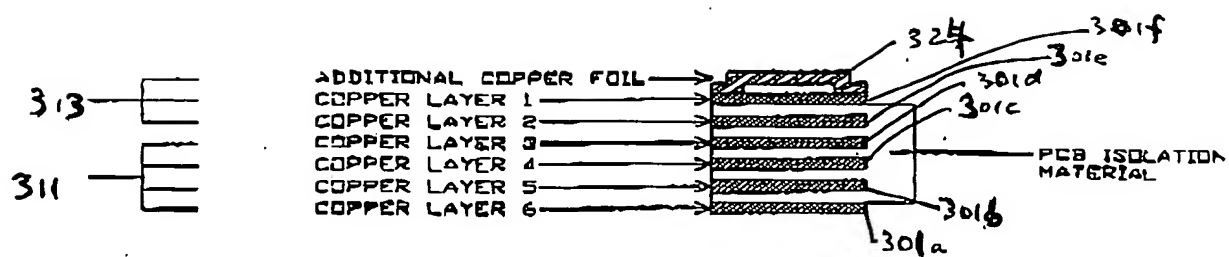 324
301f
301e
ADDITIONAL COPPER FOIL
301d
313
COPPER LAYER 1
301c
COPPER LAYER 2
COPPER LAYER 3
COPPER LAYER 4
PCB ISOLATION
MATERIAL
311
COPPER LAYER 5
COPPER LAYER 6
301b
301a